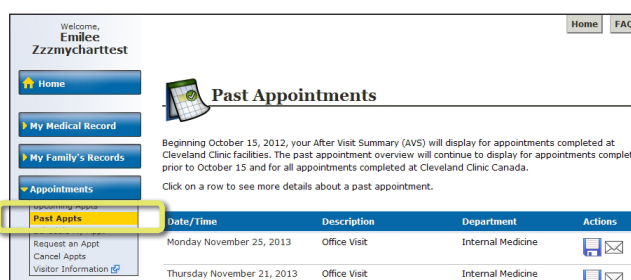 Welcome,
Emilee
Zzzmycharttest
Home FAQ
Home
Past Appointments
My Medical Record
My Family's Records
Beginning October 15, 2012, your After Visit Summary (AVS) will display for appointments completed at
Cleveland Clinic facilities. The past appointment overview will continue to display for appointments complet
prior to October 15 and for all appointments completed at Cleveland Clinic Canada.
Click on a row to see more details about a past appointment.
Appointments
Upcoming Appts
Past Appts
Request an Appt
Cancel Appts
Visitor Information
Date/Time Description Department Actions
Monday November 25, 2013 Office Visit Internal Medicine
Thursday November 21, 2013 Office Visit Internal Medicine